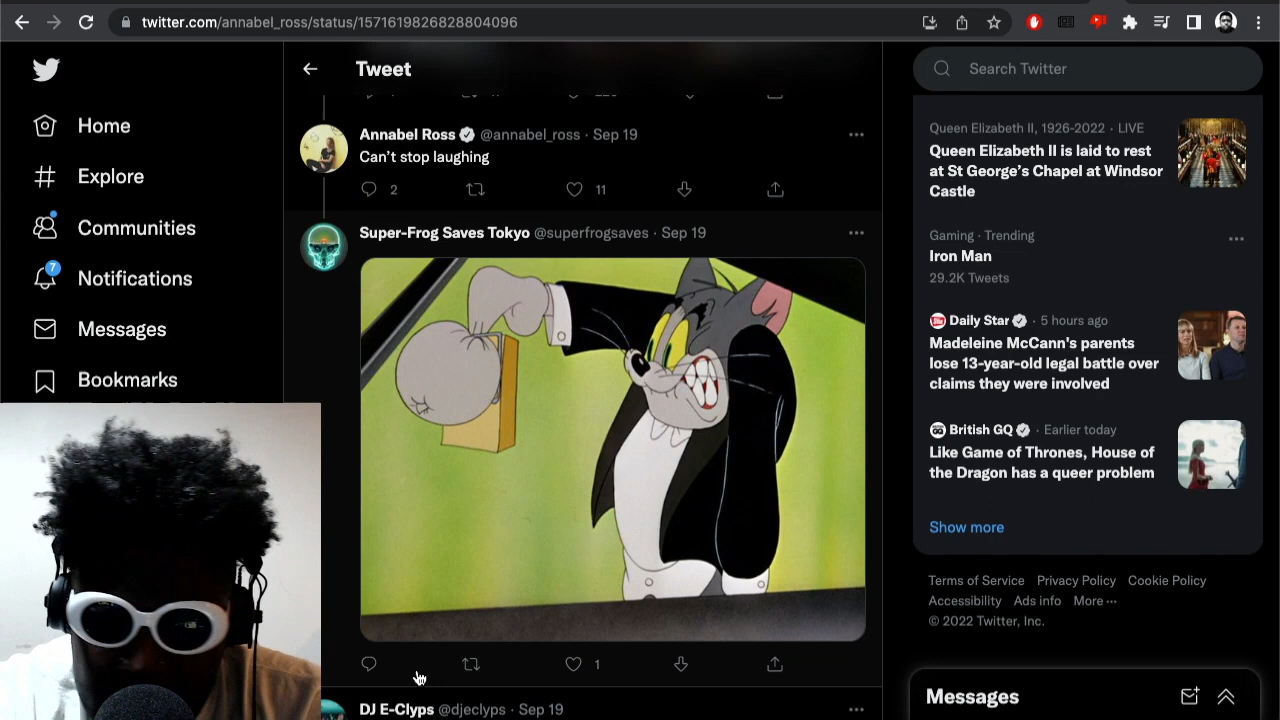 twitter.com/annabel_ross/status/1571619826828804096
Home
Explore
Communities
7
Notifications
Messages
Bookmarks
Tweet
Annabel Ross @annabel_ross · Sep 19
Can't stop laughing
2 11
Super-Frog Saves Tokyo @superfrogsaves · Sep 19
1
DJ E-Clyps @djeclyps · Sep 19
Search Twitter
Queen Elizabeth II, 1926-2022 · LIVE
Queen Elizabeth II is laid to rest
at St George's Chapel at Windsor
Castle
Gaming · Trending
Iron Man
29.2K Tweets
Daily Star · 5 hours ago
Madeleine McCann's parents
lose 13-year-old legal battle over
claims they were involved
British GQ · Earlier today
Like Game of Thrones, House of
the Dragon has a queer problem
Show more
Terms of Service Privacy Policy Cookie Policy
Accessibility Ads info More ···
© 2022 Twitter, Inc.
Messages